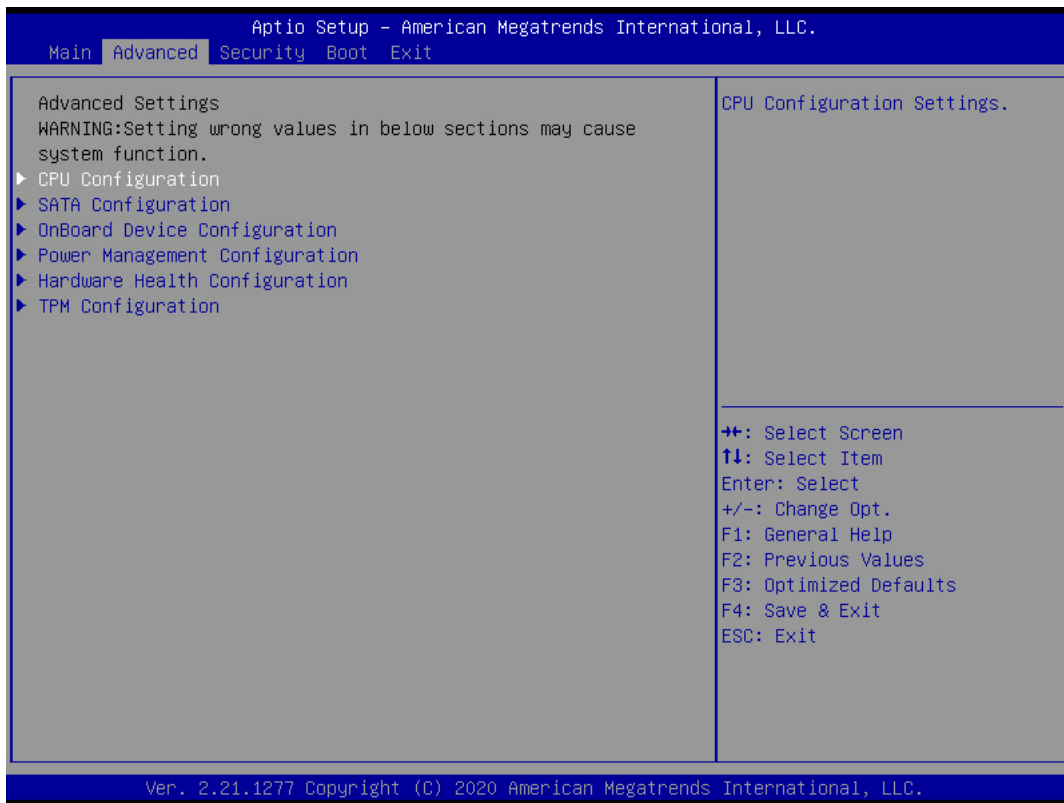 Aptio Setup – American Megatrends International, LLC.
Main Advanced Security Boot Exit
Advanced Settings
WARNING:Setting wrong values in below sections may cause
system function.
▶ CPU Configuration
▶ SATA Configuration
▶ OnBoard Device Configuration
▶ Power Management Configuration
▶ Hardware Health Configuration
▶ TPM Configuration
CPU Configuration Settings.
→←: Select Screen
↑↓: Select Item
Enter: Select
+/-: Change Opt.
F1: General Help
F2: Previous Values
F3: Optimized Defaults
F4: Save & Exit
ESC: Exit
Ver. 2.21.1277 Copyright (C) 2020 American Megatrends International, LLC.